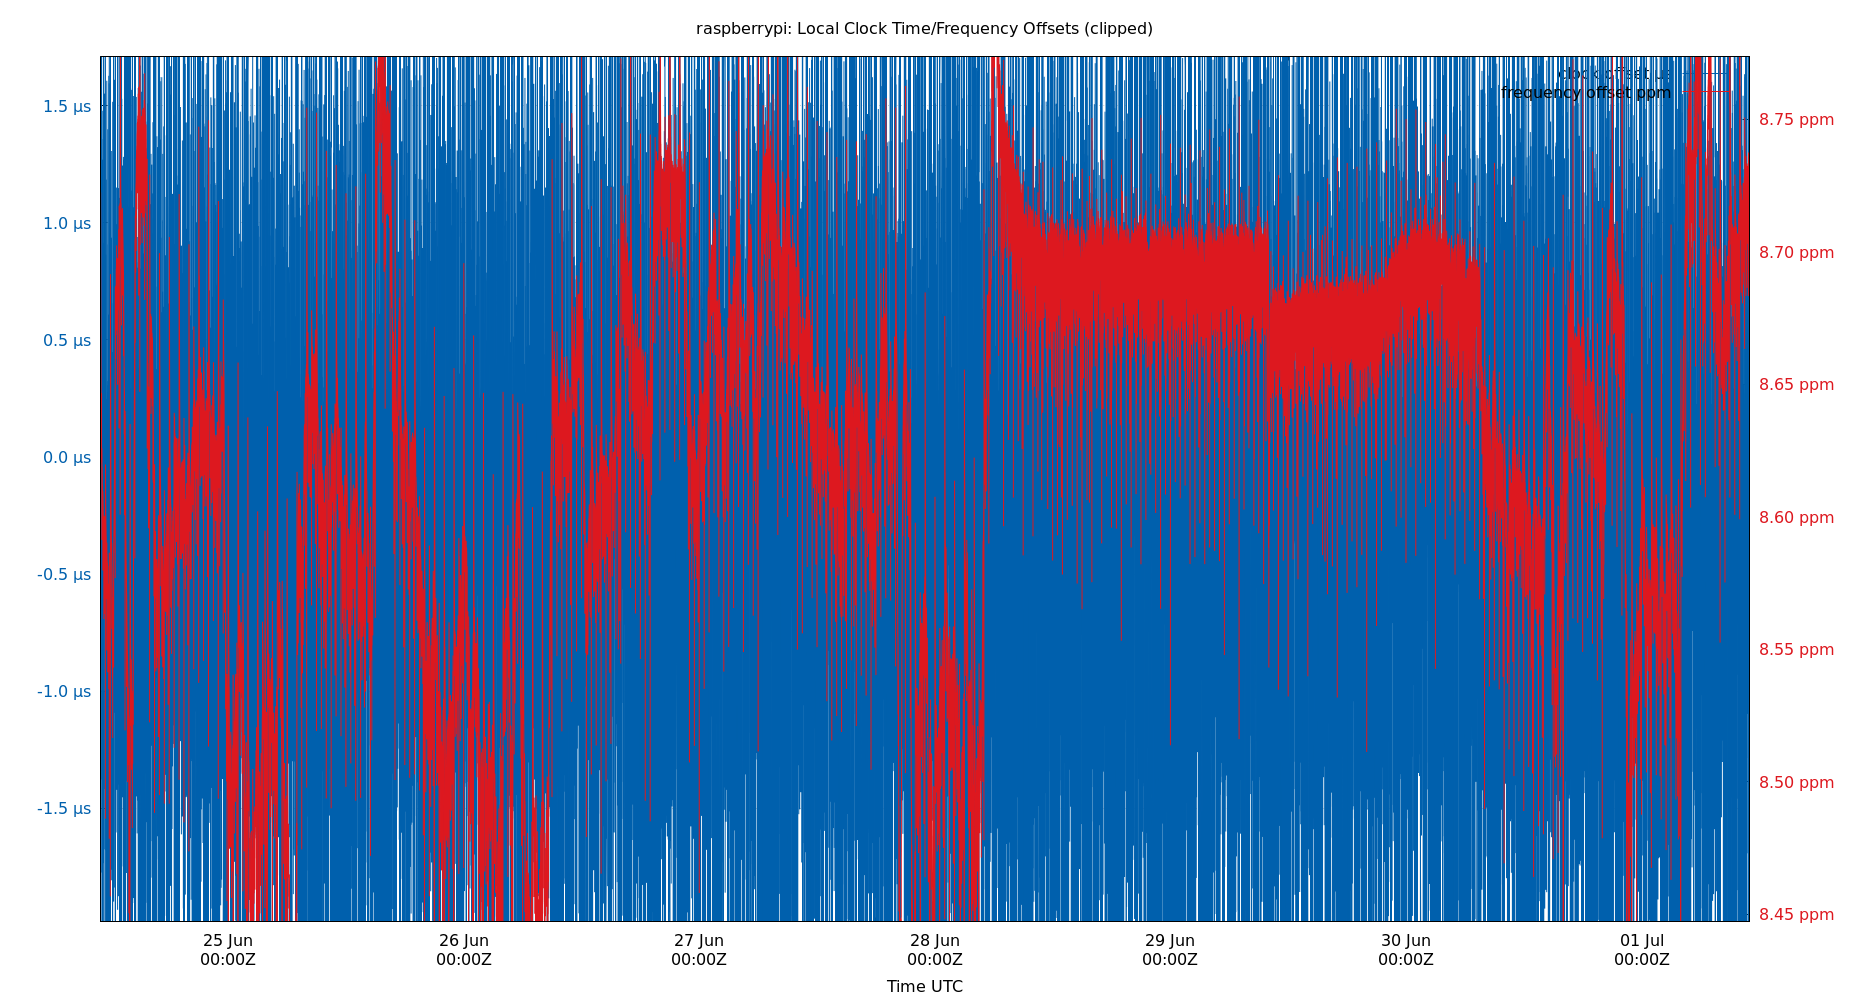 raspberrypi: Local Clock Time/Frequency Offsets (clipped)
clock offset µs
frequency offset ppm
1.5 µs
1.0 µs
0.5 µs
0.0 µs
-0.5 µs
-1.0 µs
-1.5 µs
8.75 ppm
8.70 ppm
8.65 ppm
8.60 ppm
8.55 ppm
8.50 ppm
8.45 ppm
25 Jun 26 Jun 27 Jun 28 Jun 29 Jun 30 Jun 01 Jul
00:00Z 00:00Z 00:00Z 00:00Z 00:00Z 00:00Z 00:00Z
Time UTC